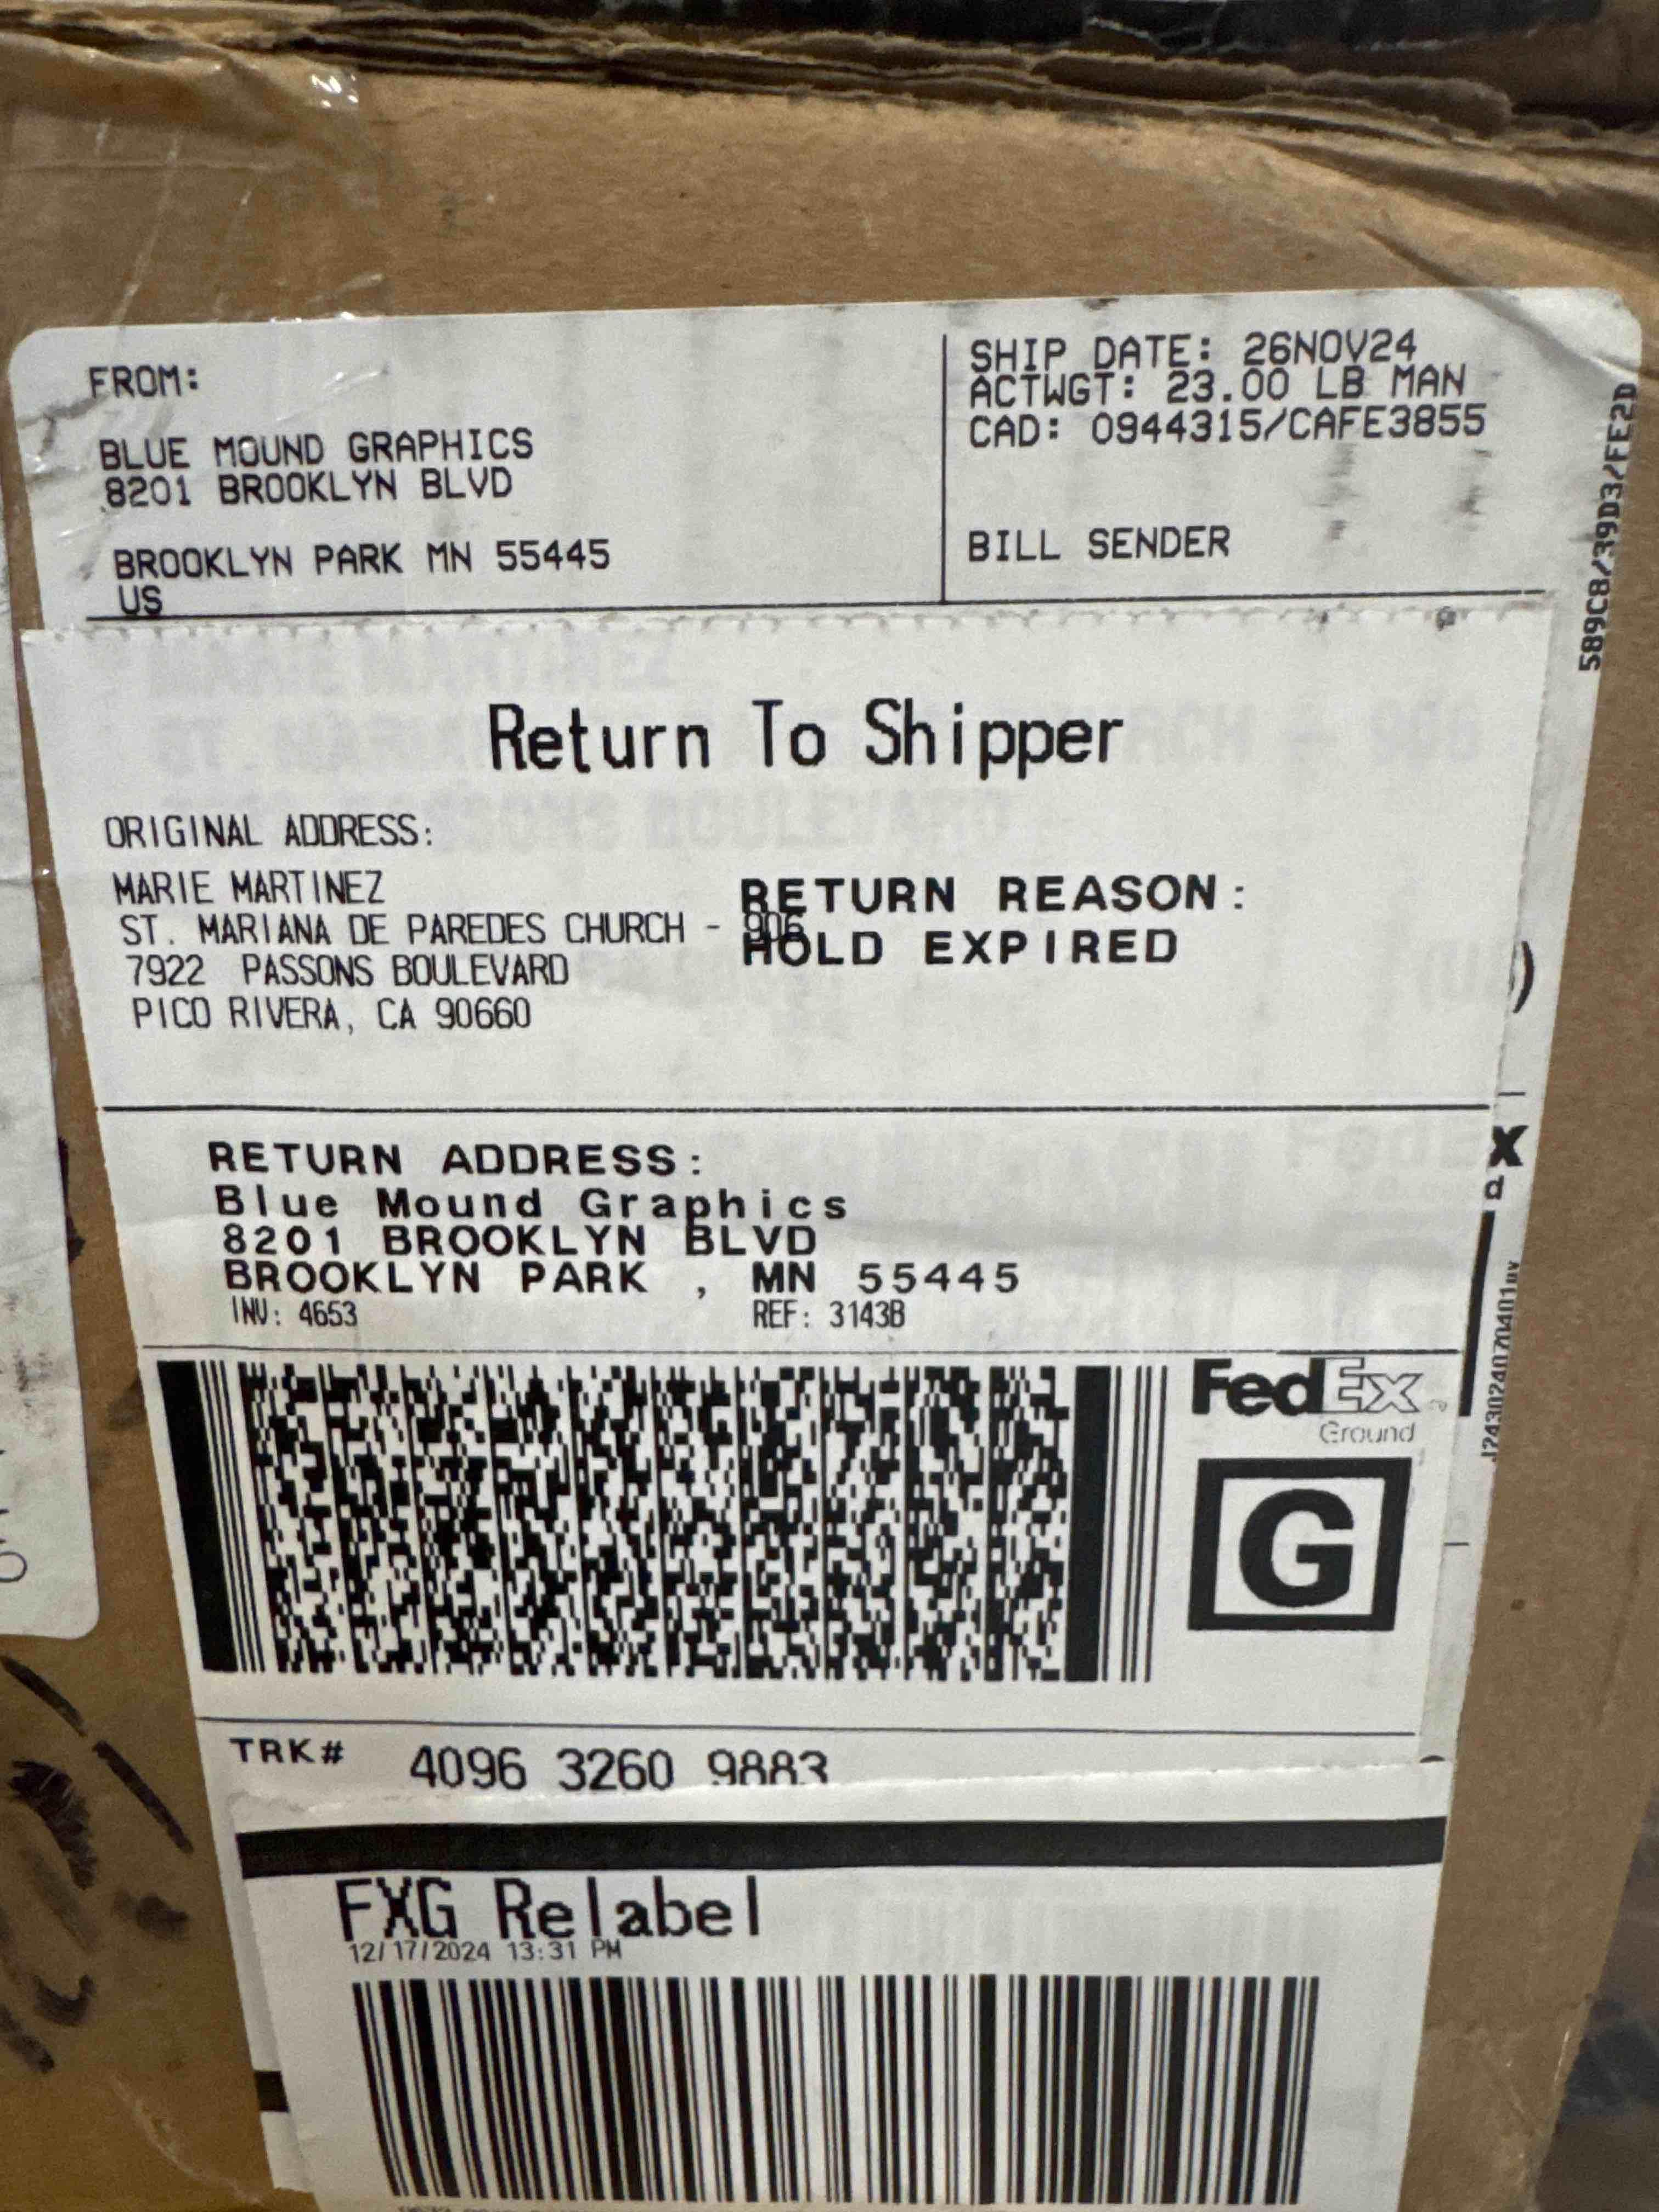 FROM:
BLUE MOUND GRAPHICS
8201 BROOKLYN BLVD
BROOKLYN PARK MN 55445
US
SHIP DATE: 26NOV24
ACTWGT: 23.00 LB MAN
CAD: 0944315/CAFE3855
BILL SENDER
589C8/39D3/FE2D
Return To Shipper
ORIGINAL ADDRESS:
MARIE MARTINEZ
ST. MARIANA DE PAREDES CHURCH - 906
7922 PASSONS BOULEVARD
PICO RIVERA, CA 90660
RETURN REASON:
HOLD EXPIRED
RETURN ADDRESS:
Blue Mound Graphics
8201 BROOKLYN BLVD
BROOKLYN PARK , MN 55445
INV: 4653 REF: 3143B
FedEx
Ground
G
TRK# 4096 3260 9883
FXG Relabel
12/17/2024 13:31 PM